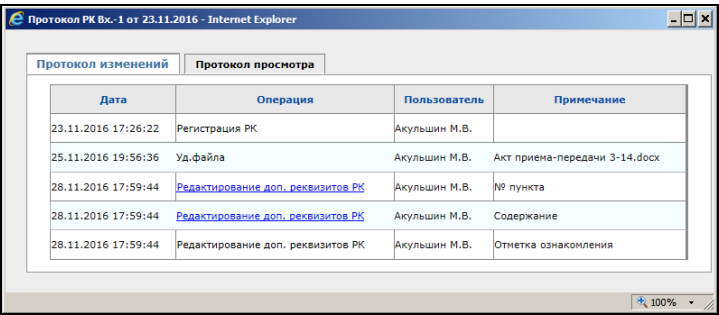 Протокол РК Вх.-1 от 23.11.2016 - Internet Explorer
Протокол изменений Протокол просмотра
Дата Операция Пользователь Примечание
23.11.2016 17:26:22 Регистрация РК Акульшин М.В.
25.11.2016 19:56:36 Уд.файла Акульшин М.В. Акт приема-передачи 3-14.docx
28.11.2016 17:59:44 Редактирование доп. реквизитов РК Акульшин М.В. № пункта
28.11.2016 17:59:44 Редактирование доп. реквизитов РК Акульшин М.В. Содержание
28.11.2016 17:59:44 Редактирование доп. реквизитов РК Акульшин М.В. Отметка ознакомления
100%